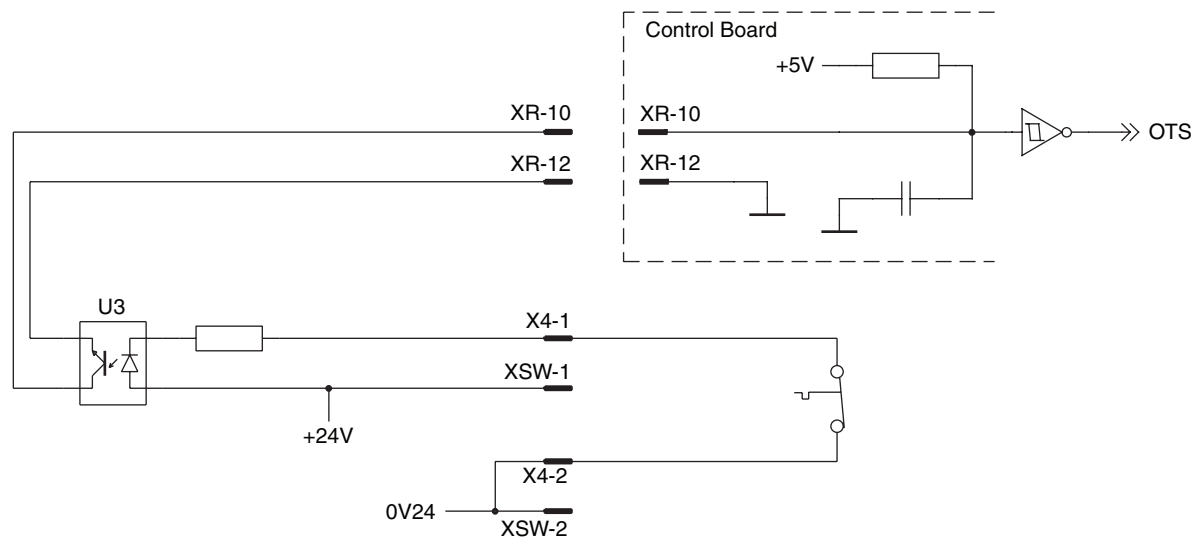 Control Board
+5V
XR-10
XR-10
OTS
XR-12
XR-12
U3
X4-1
XSW-1
+24V
X4-2
0V24
XSW-2